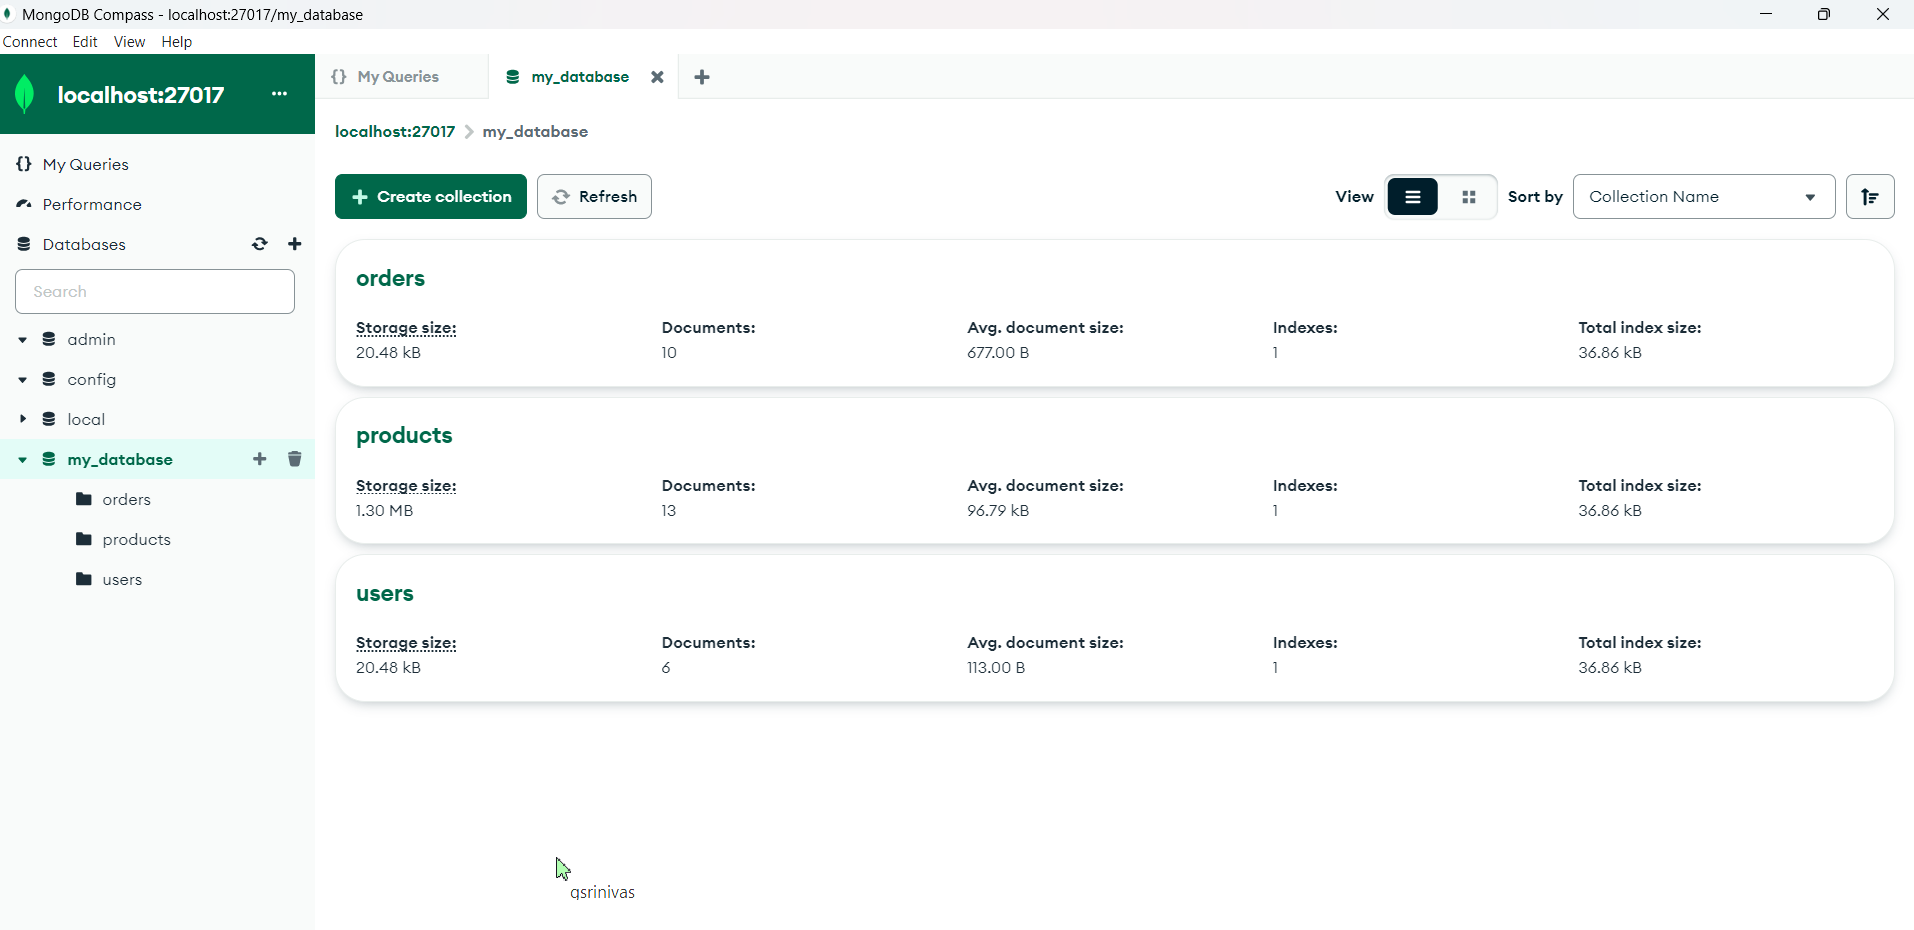 MongoDB Compass - localhost:27017/my_database
Connect Edit View Help
localhost:27017
My Queries
Performance
Databases
Search
admin
config
local
my_database
orders
products
users
{} My Queries
my_database
localhost:27017 > my_database
Create collection
Refresh
View
Sort by
Collection Name
orders
Storage size: Documents: Avg. document size: Indexes: Total index size:
20.48 kB 10 677.00 B 1 36.86 kB
products
Storage size: Documents: Avg. document size: Indexes: Total index size:
1.30 MB 13 96.79 kB 1 36.86 kB
users
Storage size: Documents: Avg. document size: Indexes: Total index size:
20.48 kB 6 113.00 B 1 36.86 kB
qsrinivas